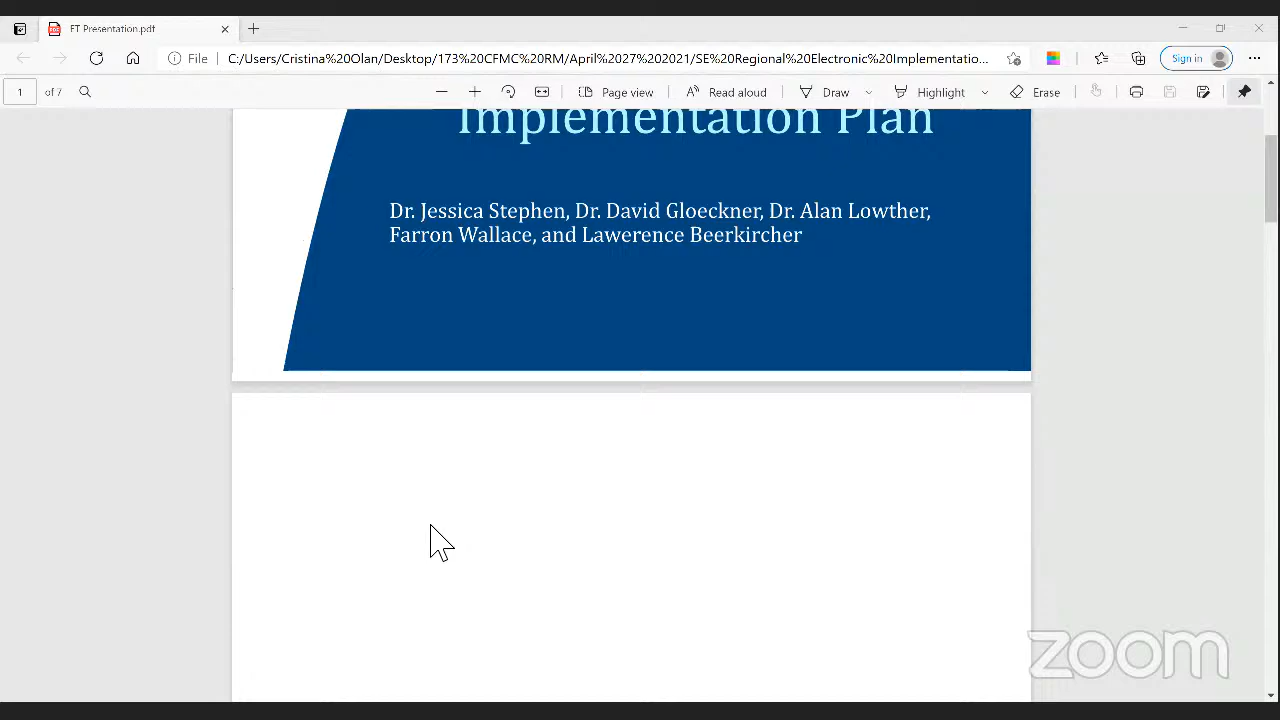 FT Presentation.pdf
File
C:/Users/Cristina%20Olan/Desktop/173%20CFMC%20RM/April%207%202021/SE%20Regional%20Electronic%20Implementatio...
Sign in
1 of 7
Page view
Read aloud
Draw
Highlight
Erase
Implementation Plan
Dr. Jessica Stephen, Dr. David Gloeckner, Dr. Alan Lowther,
Farron Wallace, and Lawerence Beerkircher
zoom